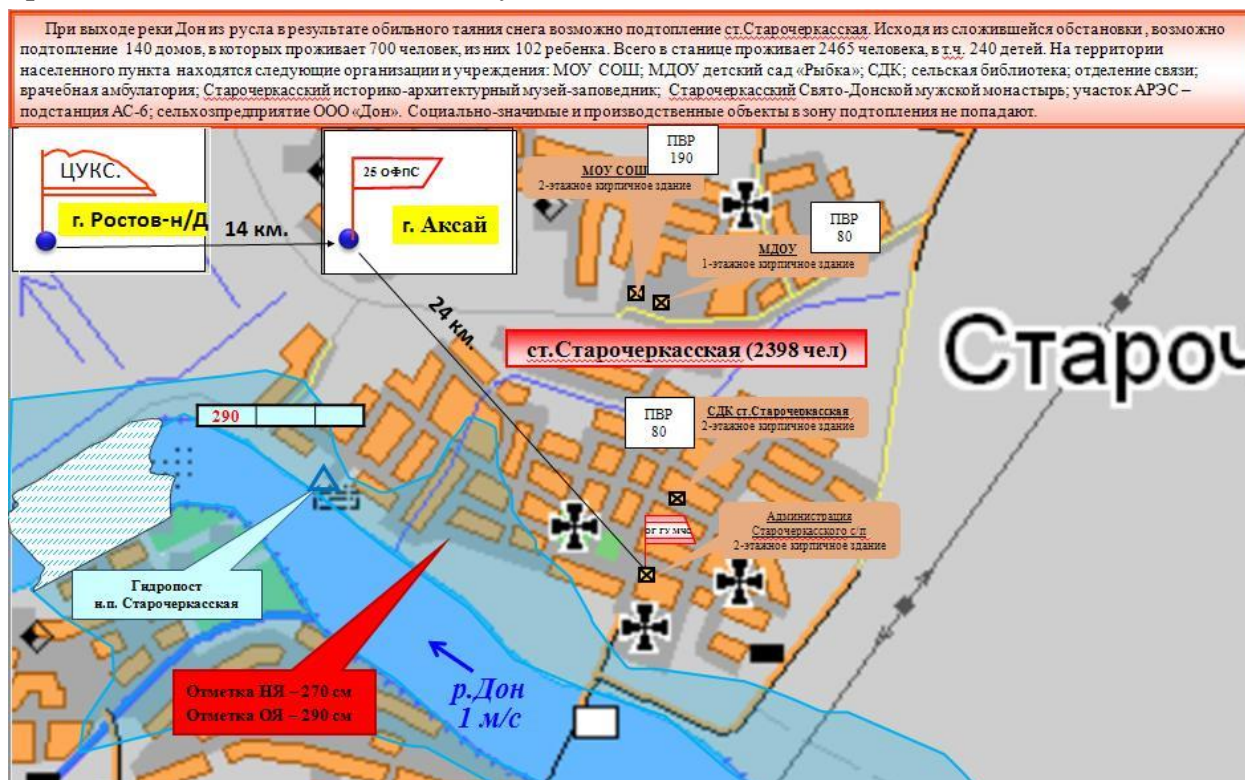 При выходе реки Дон из русла в результате обильного таяния снега возможно подтопление ст.Старочеркасская. Исходя из сложившейся обстановки, возможно
подтопление 140 домов, в которых проживает 700 человек, из них 102 ребенка. Всего в станице проживает 2465 человека, в т.ч. 240 детей. На территории
населенного пункта находятся следующие организации и учреждения: МОУ СОШ; МДОУ детский сад «Рыбка»; СДК; сельская библиотека; отделение связи;
врачебная амбулатория; Старочеркасский историко-архитектурный музей-заповедник; Старочеркасский Свято-Донской мужской монастырь; участок АРЭС –
подстанция АС-6; сельхозпредприятие ООО «Дон». Социально-значимые и производственные объекты в зону подтопления не попадают.
ЦУКС.
г. Ростов-н/Д
14 км.
25 ОФПС
г. Аксай
24 км.
ПВР
190
МОУ СОШ
2-этажное кирпичное здание
ПВР
80
МДОУ
1-этажное кирпичное здание
ст.Старочеркасская (2398 чел)
Староч
290
ПВР
80
СДК ст.Старочеркасская
2-этажное кирпичное здание
ОГ ГУ МЧС
Администрация
Старочеркасского с/п
2-этажное кирпичное здание
Гидропост
н.п. Старочеркасская
Отметка НЯ – 270 см
Отметка ОЯ – 290 см
р.Дон
1 м/с